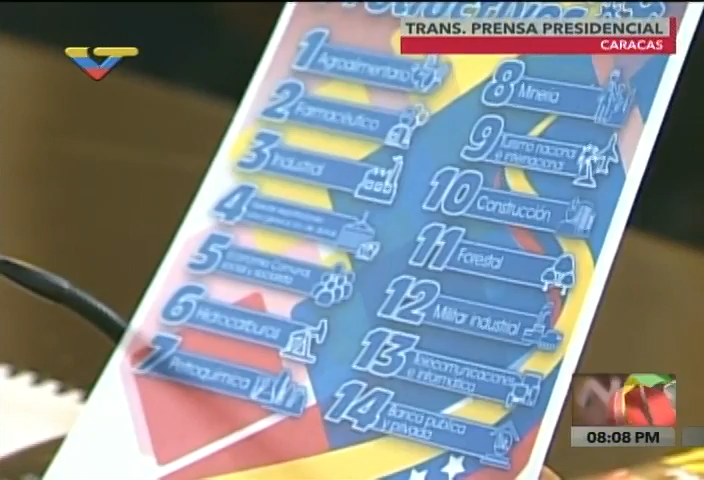 TRANS. PRENSA PRESIDENCIAL
CARACAS
1 Agroalimentario
2 Farmacéutico
3 Industrial
4
5 Economía Comunal,
social y socialista
6 Hidrocarburos
7 Petroquímica
8 Minería
9 Turismo nacional
e internacional
10 Construcción
11 Forestal
12 Militar industrial
13 Telecomunicaciones
e informática
14 Banca pública
y privada
08:08 PM